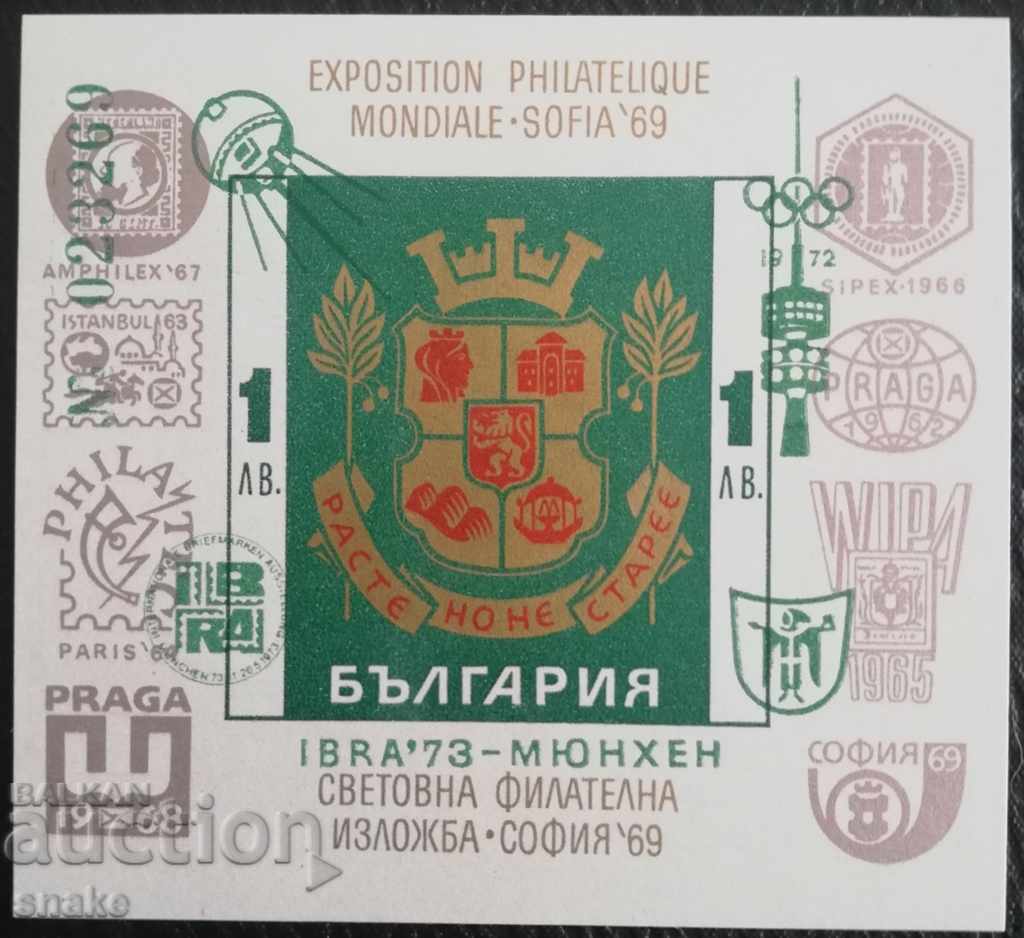 EXPOSITION PHILATELIQUE
MONDIALE · SOFIA '69
№ 023269
AMPHILEX '67
ISTANBUL 63
PHILATEC
PARIS '64
IBRA
MÜNCHEN 73
PRAGA
1968
1972
SIPEX · 1966
PRAGA
1962
WIPA
1965
СОФИЯ 69
1
ЛВ.
1
ЛВ.
РАСТЕ НО НЕ СТАРЕЕ
БЪЛГАРИЯ
IBRA'73 – МЮНХЕН
СВЕТОВНА ФИЛАТЕЛНА
ИЗЛОЖБА · СОФИЯ '69
BALKAN
auction
snake